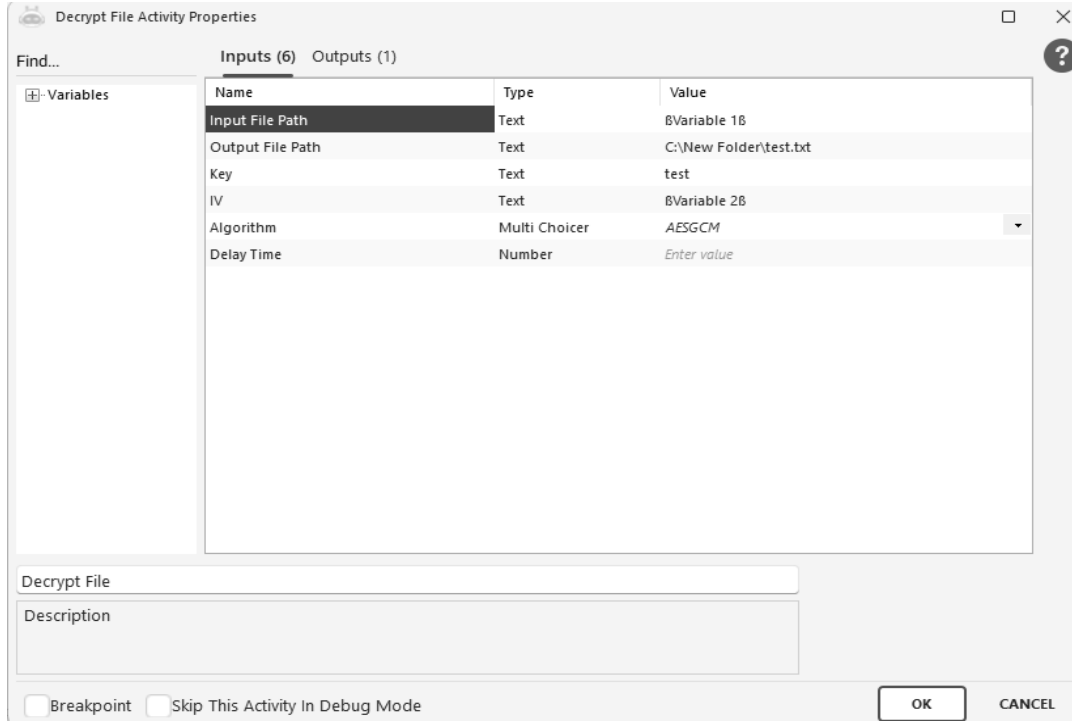 Decrypt File Activity Properties
Find...
Inputs (6) Outputs (1)
?
Variables
Name Type Value
Input File Path Text ßVariable 1ß
Output File Path Text C:\New Folder\test.txt
Key Text test
IV Text ßVariable 2ß
Algorithm Multi Choicer AESGCM
Delay Time Number Enter value
Decrypt File
Description
Breakpoint Skip This Activity In Debug Mode OK CANCEL